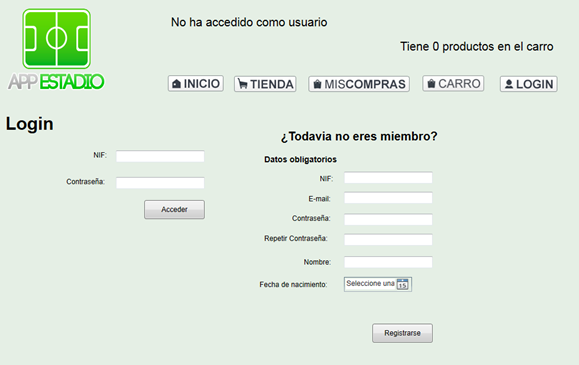 No ha accedido como usuario
Tiene 0 productos en el carro
APP ESTADIO
INICIO
TIENDA
MISCOMPRAS
CARRO
LOGIN
Login
NIF:
Contraseña:
Acceder
¿Todavia no eres miembro?
Datos obligatorios
NIF:
E-mail:
Contraseña:
Repetir Contraseña:
Nombre:
Fecha de nacimiento:
Seleccione una
15
Registrarse